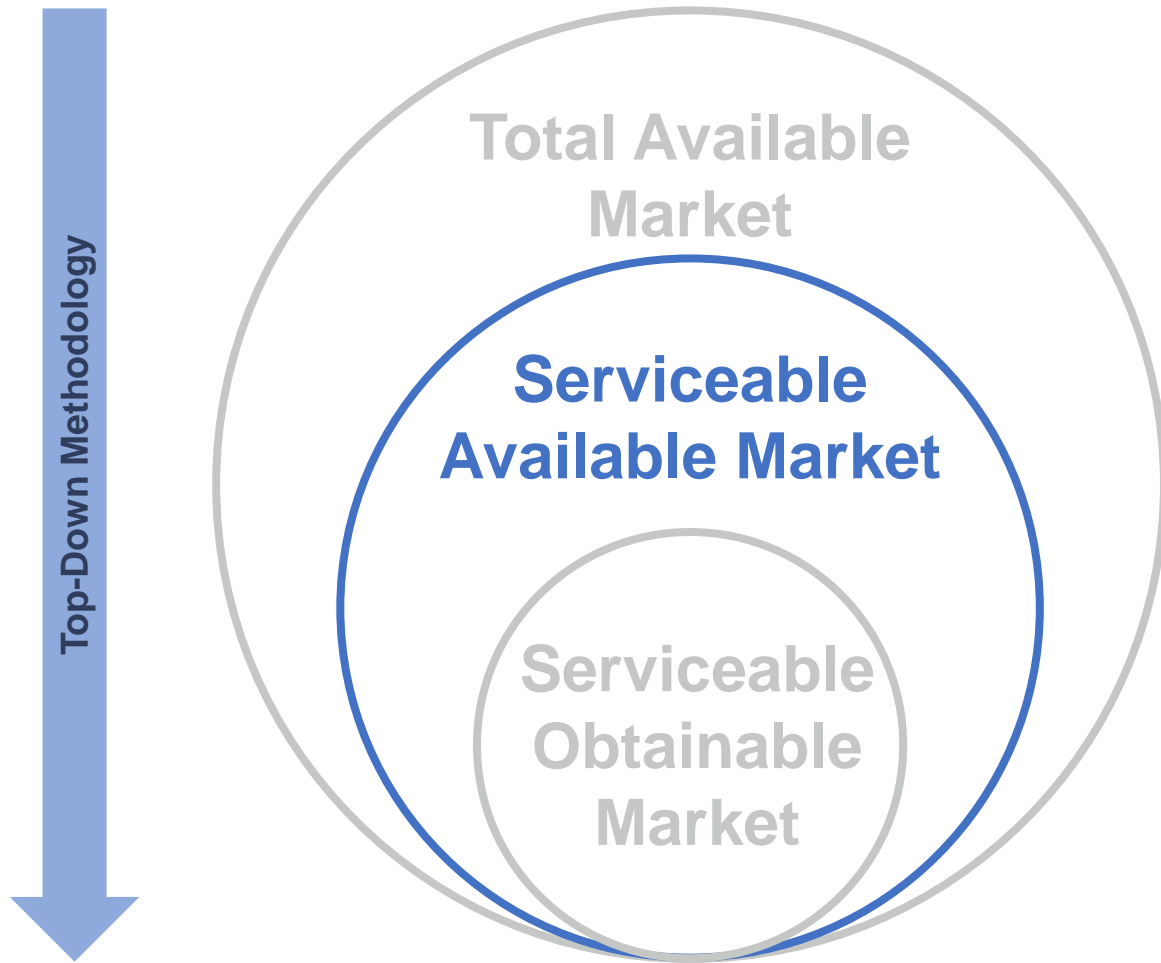 Top-Down Methodology
Total Available
Market
Serviceable
Available Market
Serviceable
Obtainable
Market